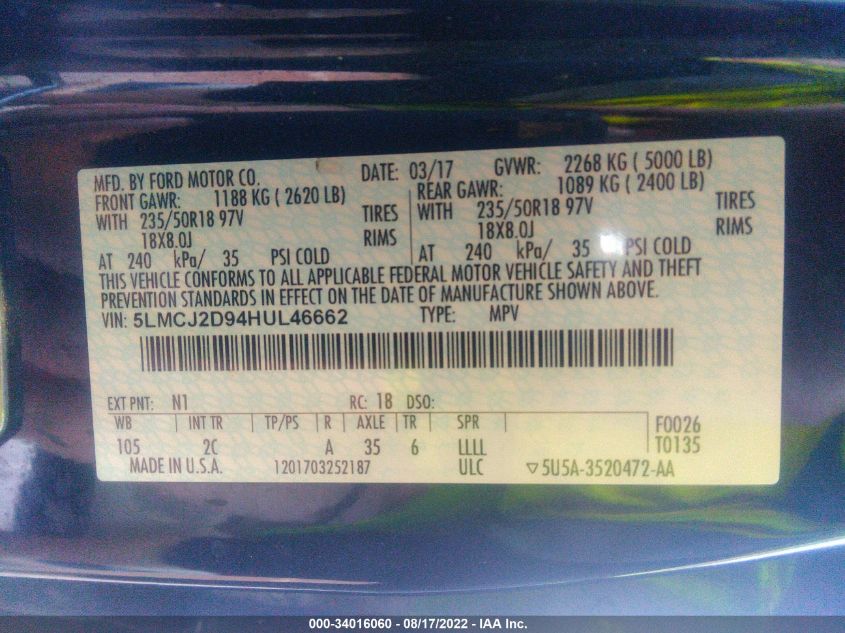 MFD. BY FORD MOTOR CO. DATE: 03/17 GVWR: 2268 KG ( 5000 LB)
FRONT GAWR: 1188 KG ( 2620 LB) REAR GAWR: 1089 KG ( 2400 LB)
WITH 235/50R18 97V TIRES WITH 235/50R18 97V TIRES
18X8.0J RIMS 18X8.0J RIMS
AT 240 kPa/ 35 PSI COLD AT 240 kPa/ 35 PSI COLD
THIS VEHICLE CONFORMS TO ALL APPLICABLE FEDERAL MOTOR VEHICLE SAFETY AND THEFT
PREVENTION STANDARDS IN EFFECT ON THE DATE OF MANUFACTURE SHOWN ABOVE.
VIN: 5LMCJ2D94HUL46662 TYPE: MPV
EXT PNT: N1 RC: 18 DSO:
WB INT TR TP/PS R AXLE TR SPR F0026
105 2C A 35 6 LLLL T0135
MADE IN U.S.A. 1201703252187 ULC ▽5U5A-3520472-AA
000-34016060 - 08/17/2022 - IAA Inc.